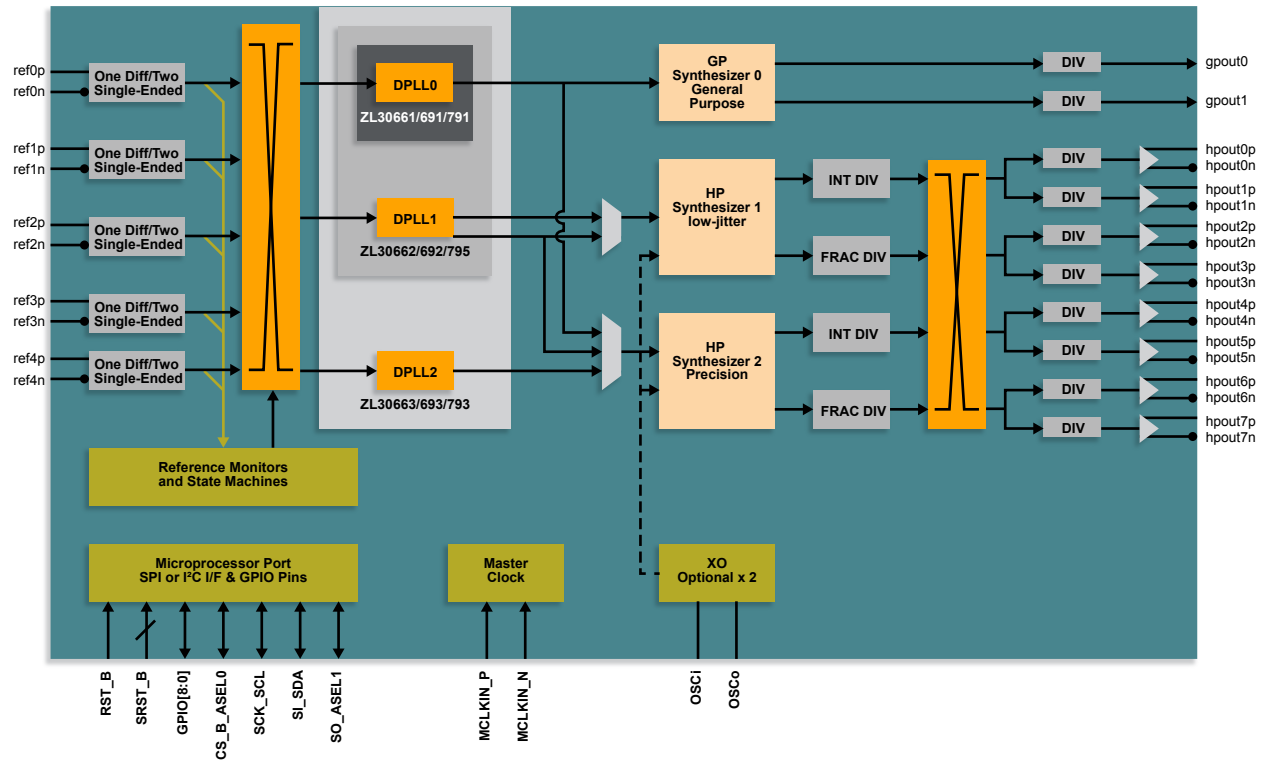 ref0p
ref0n
ref1p
ref1n
ref2p
ref2n
ref3p
ref3n
ref4p
ref4n
One Diff/Two
Single-Ended
One Diff/Two
Single-Ended
One Diff/Two
Single-Ended
One Diff/Two
Single-Ended
One Diff/Two
Single-Ended
DPLL0
ZL30661/691/791
DPLL1
ZL30662/692/795
DPLL2
ZL30663/693/793
GP
Synthesizer 0
General
Purpose
HP
Synthesizer 1
low-jitter
HP
Synthesizer 2
Precision
INT DIV
FRAC DIV
INT DIV
FRAC DIV
DIV
DIV
DIV
DIV
DIV
DIV
DIV
DIV
DIV
DIV
gpout0
gpout1
hpout0p
hpout0n
hpout1p
hpout1n
hpout2p
hpout2n
hpout3p
hpout3n
hpout4p
hpout4n
hpout5p
hpout5n
hpout6p
hpout6n
hpout7p
hpout7n
Reference Monitors
and State Machines
Microprocessor Port
SPI or I²C I/F & GPIO Pins
Master
Clock
XO
Optional x 2
RST_B
SRST_B
GPIO[8:0]
CS_B_ASEL0
SCK_SCL
SI_SDA
SO_ASEL1
MCLKIN_P
MCLKIN_N
OSCi
OSCo